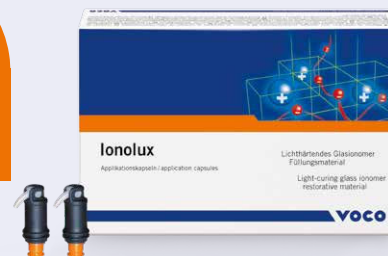 Ionolux
Applikationskapseln / application capsules
Lichthärtendes Glasionomer
Füllungsmaterial
Light-curing glass ionomer
restorative material
VOCO